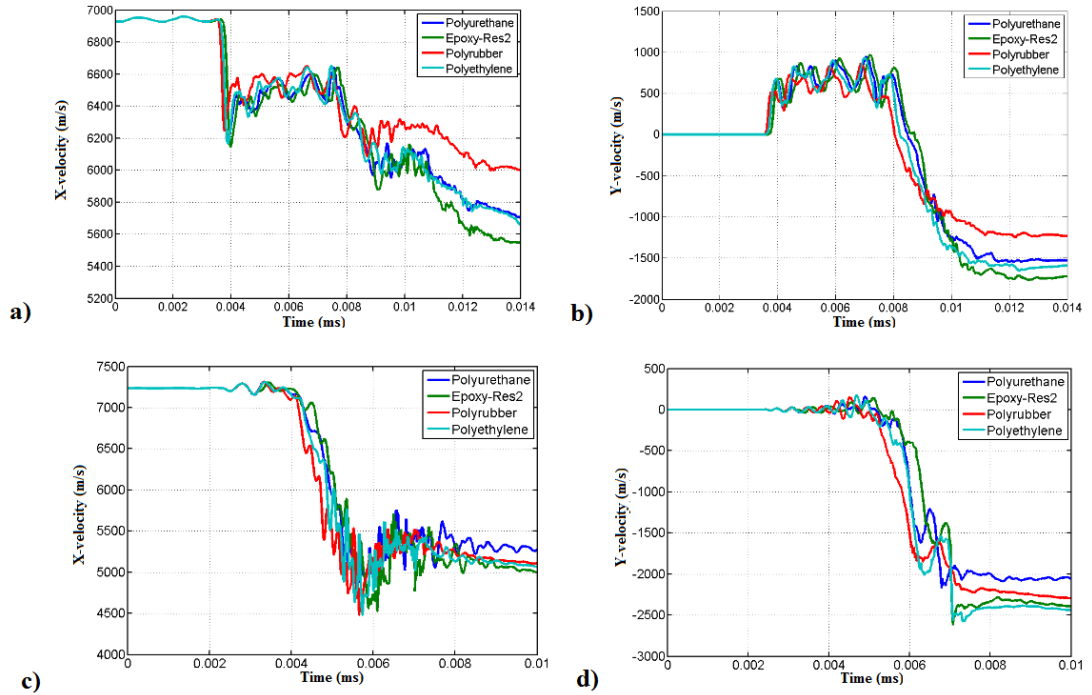 7000
6800
6600
6400
6200
6000
5800
5600
5400
5200
X-velocity (m/s)
0 0.002 0.004 0.006 0.008 0.01 0.012 0.014
Time (ms)
Polyurethane
Epoxy-Res2
Polyrubber
Polyethylene
a)
1500
1000
500
0
-500
-1000
-1500
-2000
Y-velocity (m/s)
0 0.002 0.004 0.006 0.008 0.01 0.012 0.014
Time (ms)
Polyurethane
Epoxy-Res2
Polyrubber
Polyethylene
b)
7500
7000
6500
6000
5500
5000
4500
4000
X-velocity (m/s)
0 0.002 0.004 0.006 0.008 0.01
Time (ms)
Polyurethane
Epoxy-Res2
Polyrubber
Polyethylene
c)
500
0
-500
-1000
-1500
-2000
-2500
-3000
Y-velocity (m/s)
0 0.002 0.004 0.006 0.008 0.01
Time (ms)
Polyurethane
Epoxy-Res2
Polyrubber
Polyethylene
d)